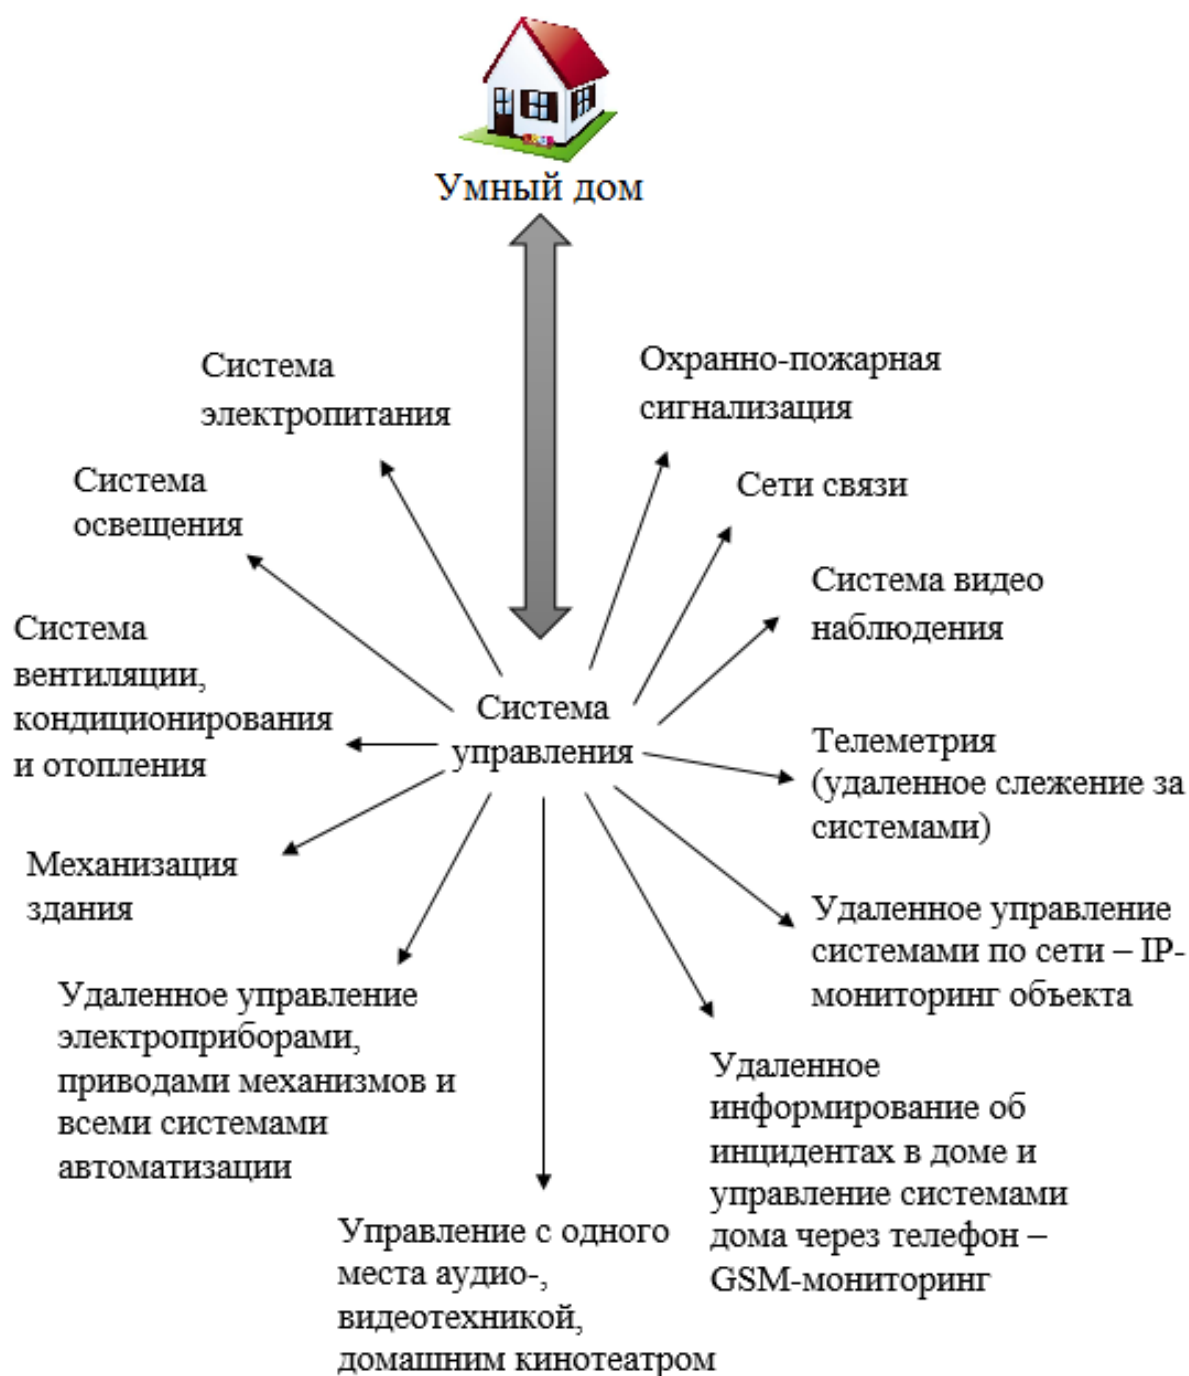 Умный дом
Система
электропитания
Охранно-пожарная
сигнализация
Система
освещения
Сети связи
Система видео
наблюдения
Система
вентиляции,
кондиционирования
и отопления
Система
управления
Телеметрия
(удаленное слежение за
системами)
Механизация
здания
Удаленное управление
системами по сети – IP-
мониторинг объекта
Удаленное управление
электроприборами,
приводами механизмов и
всеми системами
автоматизации
Удаленное
информирование об
инцидентах в доме и
управление системами
дома через телефон –
GSM-мониторинг
Управление с одного
места аудио-,
видеотехникой,
домашним кинотеатром